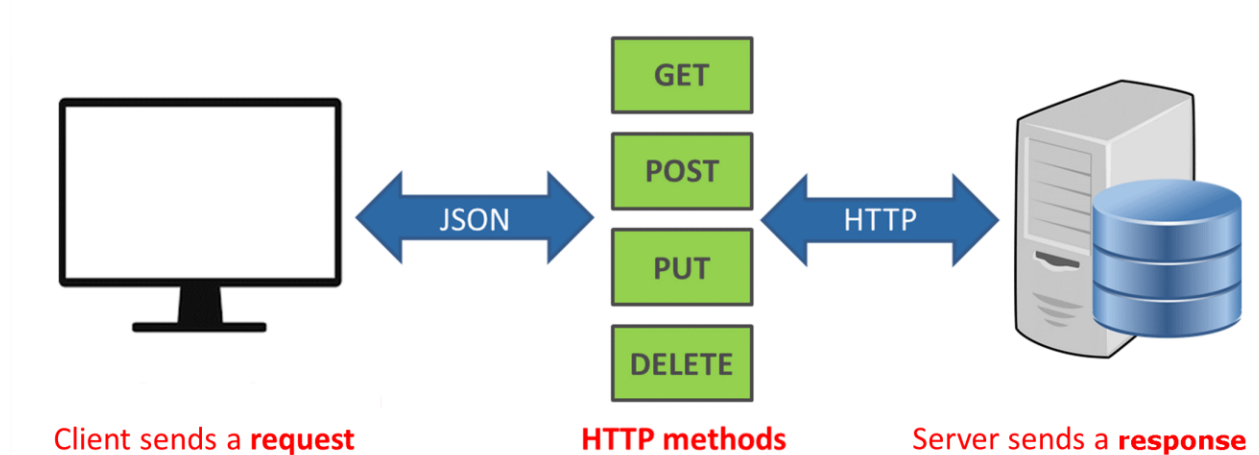 GET
POST
JSON
HTTP
PUT
DELETE
Client sends a request
HTTP methods
Server sends a response